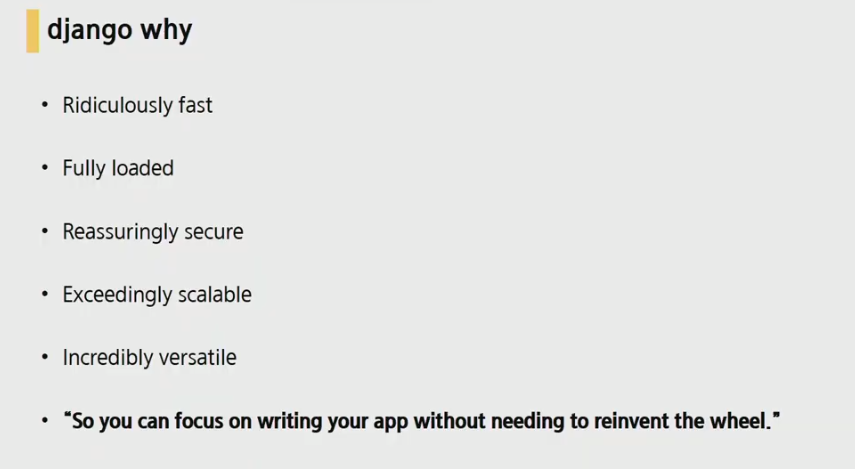 django why
• Ridiculously fast
• Fully loaded
• Reassuringly secure
• Exceedingly scalable
• Incredibly versatile
• “So you can focus on writing your app without needing to reinvent the wheel.”